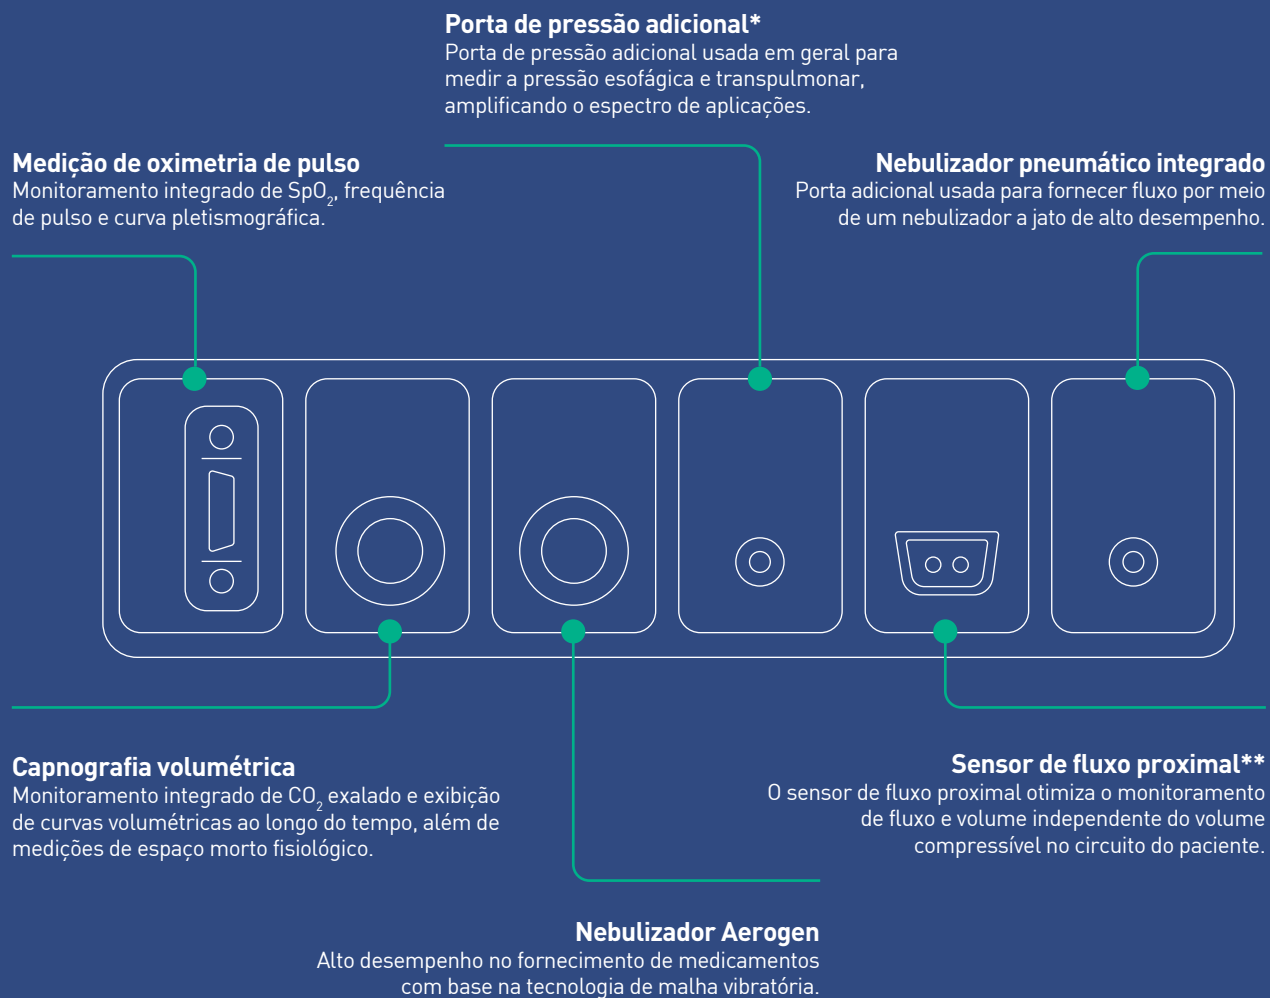 Porta de pressão adicional*
Porta de pressão adicional usada em geral para
medir a pressão esofágica e transpulmonar,
amplificando o espectro de aplicações.
Medição de oximetria de pulso
Monitoramento integrado de SpO₂, frequência
de pulso e curva pletismográfica.
Nebulizador pneumático integrado
Porta adicional usada para fornecer fluxo por meio
de um nebulizador a jato de alto desempenho.
Capnografia volumétrica
Monitoramento integrado de CO₂ exalado e exibição
de curvas volumétricas ao longo do tempo, além de
medições de espaço morto fisiológico.
Sensor de fluxo proximal**
O sensor de fluxo proximal otimiza o monitoramento
de fluxo e volume independente do volume
compressível no circuito do paciente.
Nebulizador Aerogen
Alto desempenho no fornecimento de medicamentos
com base na tecnologia de malha vibratória.